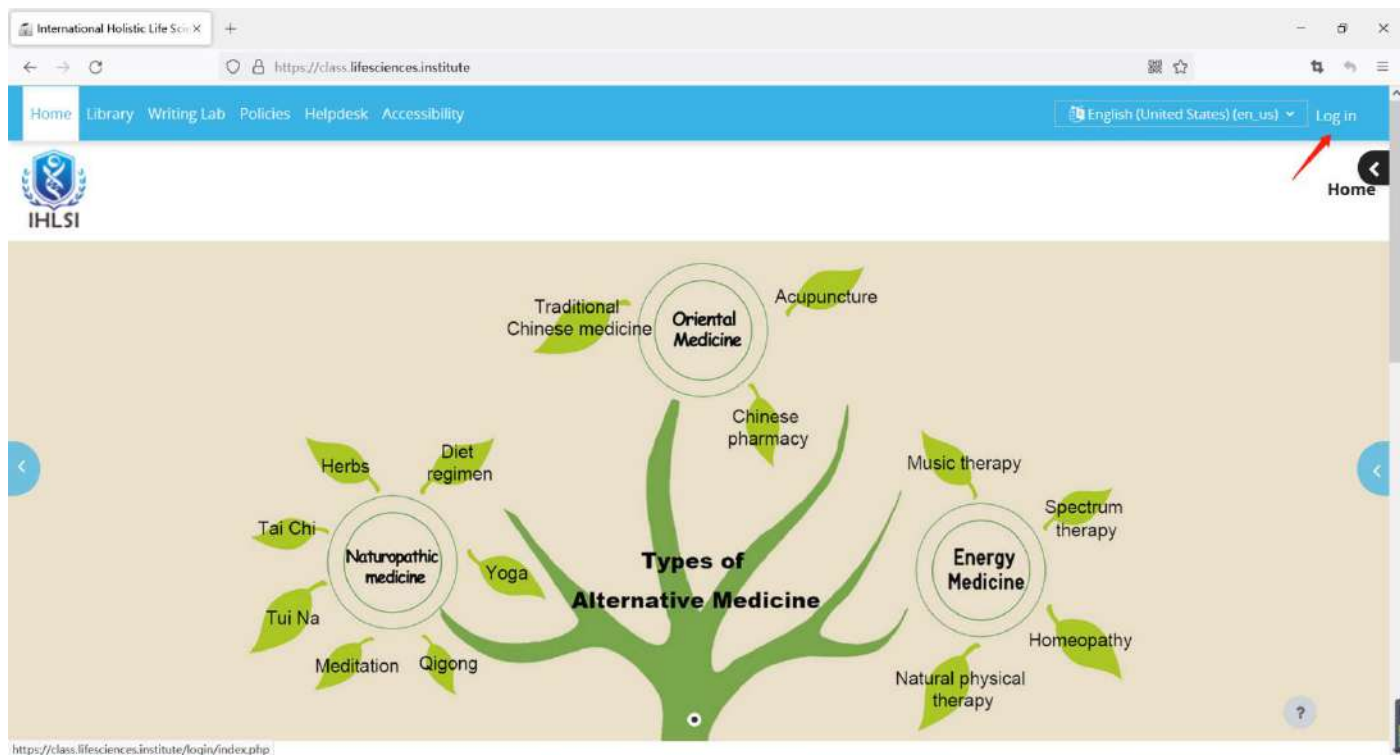 International Holistic Life Scie
https://class.lifesciences.institute
Home Library Writing Lab Policies Helpdesk Accessibility
English (United States) (en_us)
Log in
IHLSI
Home
Traditional
Chinese medicine
Oriental
Medicine
Acupuncture
Chinese
pharmacy
Herbs
Diet
regimen
Tai Chi
Naturopathic
medicine
Yoga
Tui Na
Meditation
Qigong
Types of
Alternative Medicine
Music therapy
Spectrum
therapy
Energy
Medicine
Homeopathy
Natural physical
therapy
?
https://class.lifesciences.institute/login/index.php